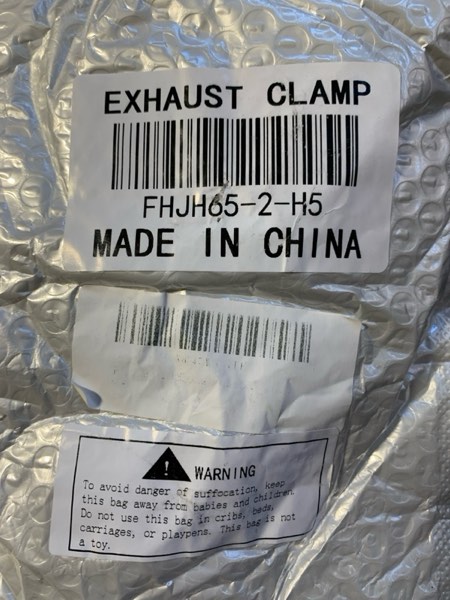 EXHAUST CLAMP
FHJH65-2-H5
MADE IN CHINA
WARNING
To avoid danger of suffocation, keep
this bag away from babies and children.
Do not use this bag in cribs, beds,
carriages, or playpens. This bag is not
a toy.